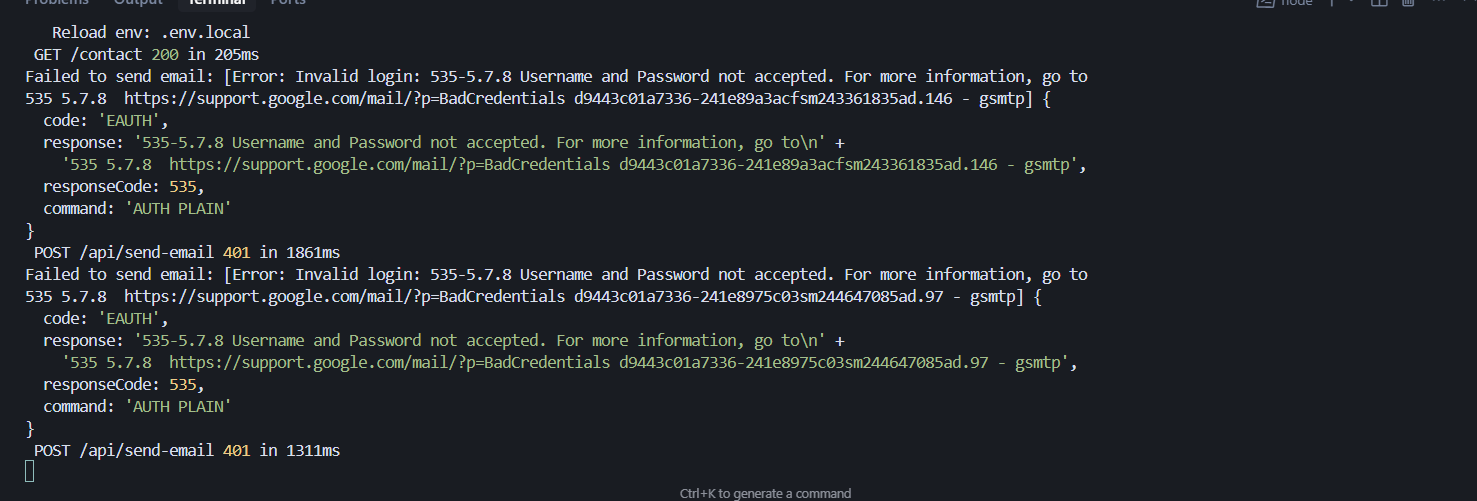 Problems Output Terminal Ports node
Reload env: .env.local
GET /contact 200 in 205ms
Failed to send email: [Error: Invalid login: 535-5.7.8 Username and Password not accepted. For more information, go to
535 5.7.8  https://support.google.com/mail/?p=BadCredentials d9443c01a7336-241e89a3acfsm243361835ad.146 - gsmtp] {
  code: 'EAUTH',
  response: '535-5.7.8 Username and Password not accepted. For more information, go to\n' +
    '535 5.7.8  https://support.google.com/mail/?p=BadCredentials d9443c01a7336-241e89a3acfsm243361835ad.146 - gsmtp',
  responseCode: 535,
  command: 'AUTH PLAIN'
}
POST /api/send-email 401 in 1861ms
Failed to send email: [Error: Invalid login: 535-5.7.8 Username and Password not accepted. For more information, go to
535 5.7.8  https://support.google.com/mail/?p=BadCredentials d9443c01a7336-241e8975c03sm244647085ad.97 - gsmtp] {
  code: 'EAUTH',
  response: '535-5.7.8 Username and Password not accepted. For more information, go to\n' +
    '535 5.7.8  https://support.google.com/mail/?p=BadCredentials d9443c01a7336-241e8975c03sm244647085ad.97 - gsmtp',
  responseCode: 535,
  command: 'AUTH PLAIN'
}
POST /api/send-email 401 in 1311ms
Ctrl+K to generate a command